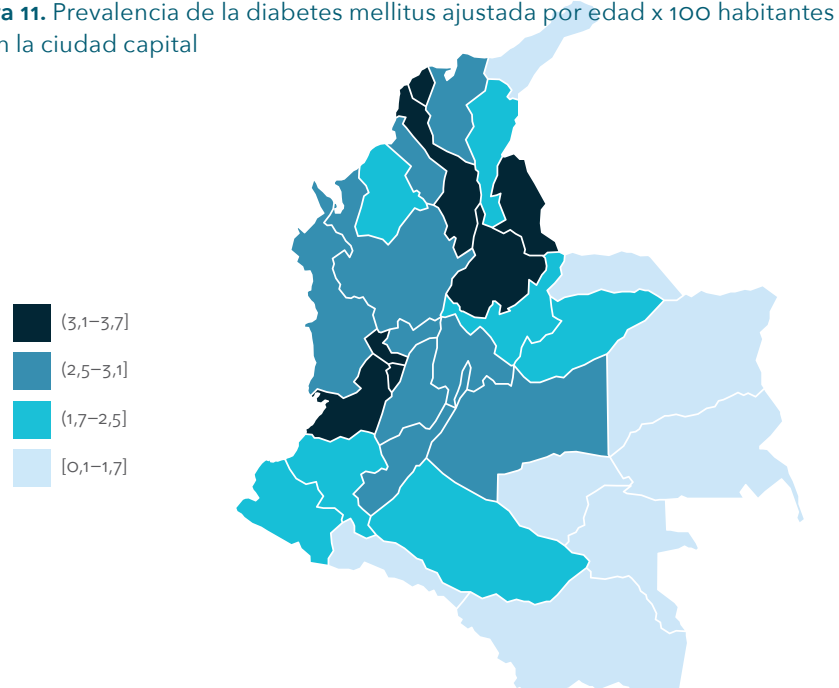 11. Prevalencia de la diabetes mellitus ajustada por edad x 100 habitantes
la ciudad capital
(3,1–3,7]
(2,5–3,1]
(1,7–2,5]
[0,1–1,7]